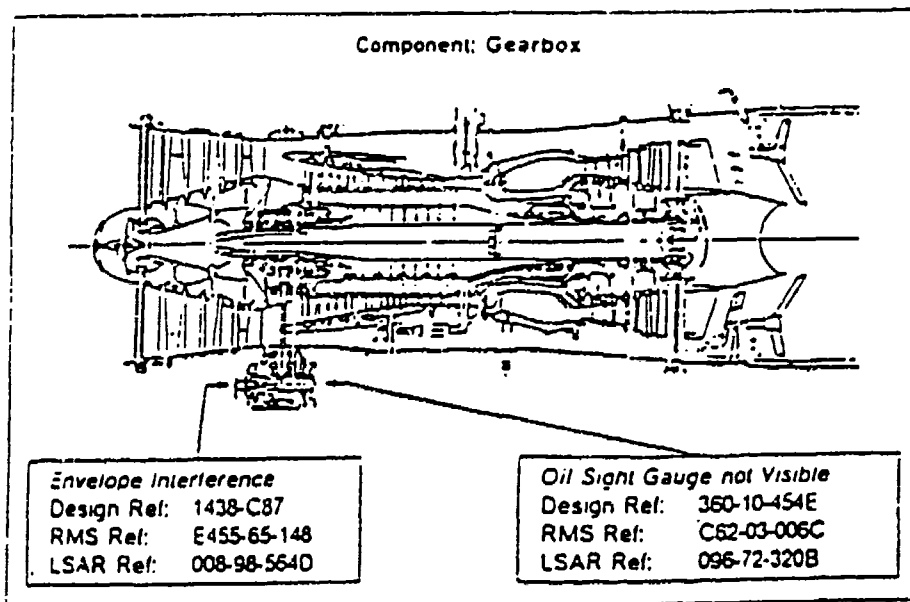 Component: Gearbox
Envelope Interference
Design Ref: 1438-C87
RMS Ref: E455-65-148
LSAR Ref: 008-98-564D
Oil Sight Gauge not Visible
Design Ref: 360-10-454E
RMS Ref: C62-03-006C
LSAR Ref: 096-72-320B